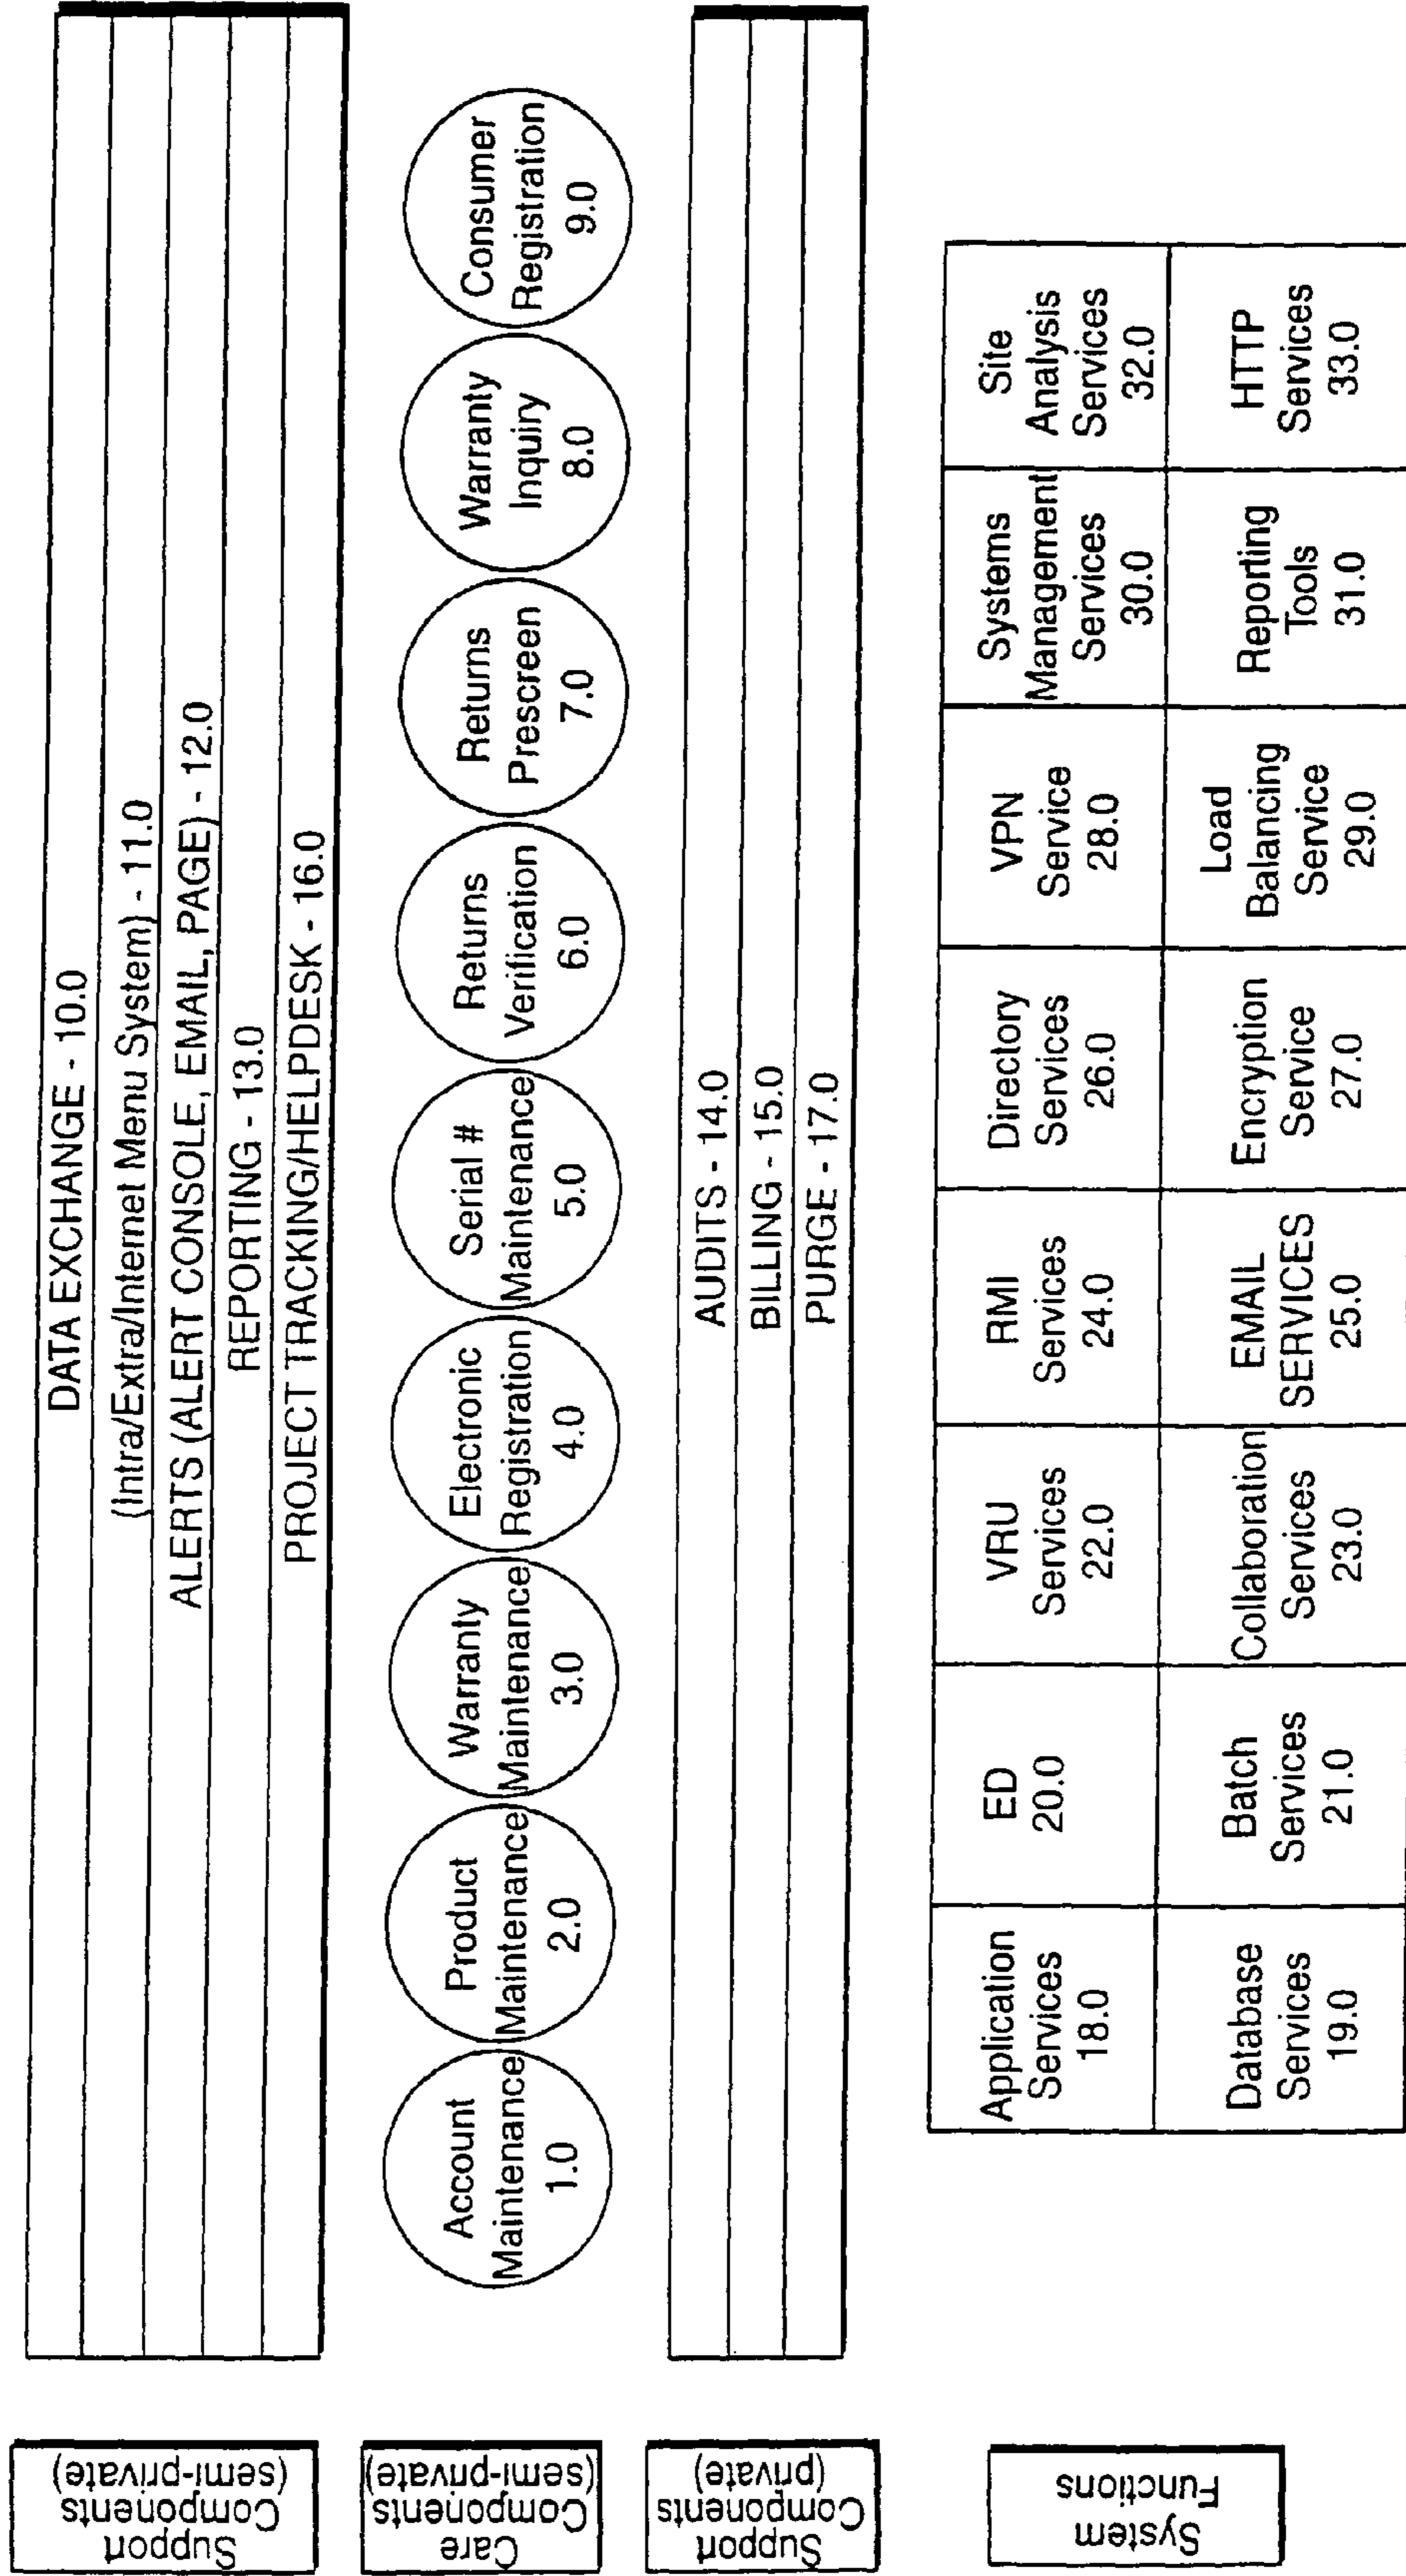 Support
Components
(semi-private)
DATA EXCHANGE - 10.0
(Intra/Extra/Internet Menu System) - 11.0
ALERTS (ALERT CONSOLE, EMAIL, PAGE) - 12.0
REPORTING - 13.0
PROJECT TRACKING/HELPDESK - 16.0
Care
Components
(semi-private)
Account
Maintenance
1.0
Product
Maintenance
2.0
Warranty
Maintenance
3.0
Electronic
Registration
4.0
Serial #
Maintenance
5.0
Returns
Verification
6.0
Returns
Prescreen
7.0
Warranty
Inquiry
8.0
Consumer
Registration
9.0
Support
Components
(private)
AUDITS - 14.0
BILLING - 15.0
PURGE - 17.0
System
Functions
Application
Services
18.0
ED
20.0
VRU
Services
22.0
RMI
Services
24.0
Directory
Services
26.0
VPN
Service
28.0
Systems
Management
Services
30.0
Site
Analysis
Services
32.0
Database
Services
19.0
Batch
Services
21.0
Collaboration
Services
23.0
EMAIL
SERVICES
25.0
Encryption
Service
27.0
Load
Balancing
Service
29.0
Reporting
Tools
31.0
HTTP
Services
33.0